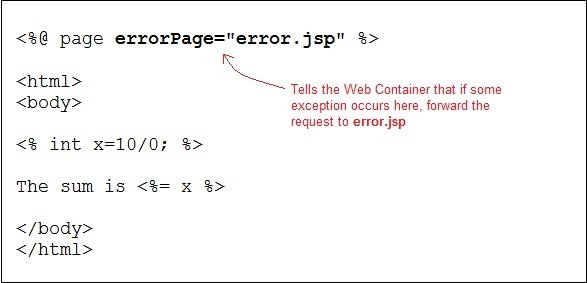 <%@ page errorPage="error.jsp" %>
<html>
<body>
Tells the Web Container that if some
exception occurs here, forward the
request to error.jsp
<% int x=10/0; %>
The sum is <%= x %>
</body>
</html>